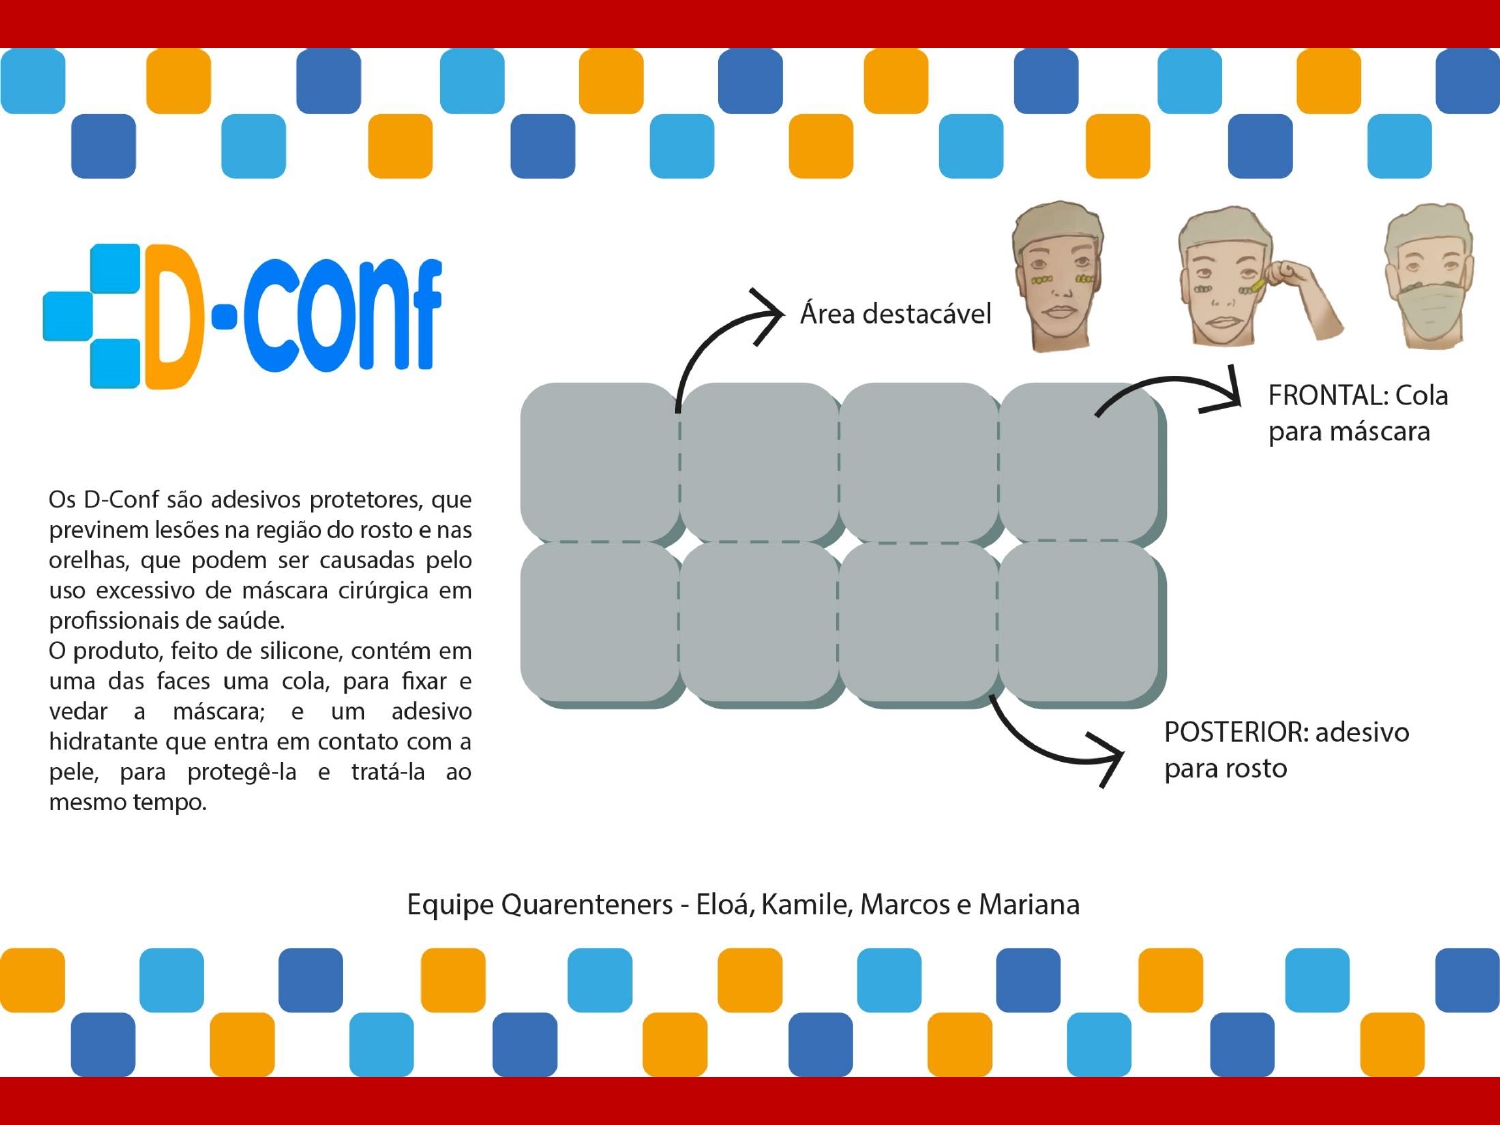 D-conf
Área destacável
FRONTAL: Cola
para máscara
Os D-Conf são adesivos protetores, que
previnem lesões na região do rosto e nas
orelhas, que podem ser causadas pelo
uso excessivo de máscara cirúrgica em
profissionais de saúde.
O produto, feito de silicone, contém em
uma das faces uma cola, para fixar e
vedar a máscara; e um adesivo
hidratante que entra em contato com a
pele, para protegê-la e tratá-la ao
mesmo tempo.
POSTERIOR: adesivo
para rosto
Equipe Quarenteners - Eloá, Kamile, Marcos e Mariana